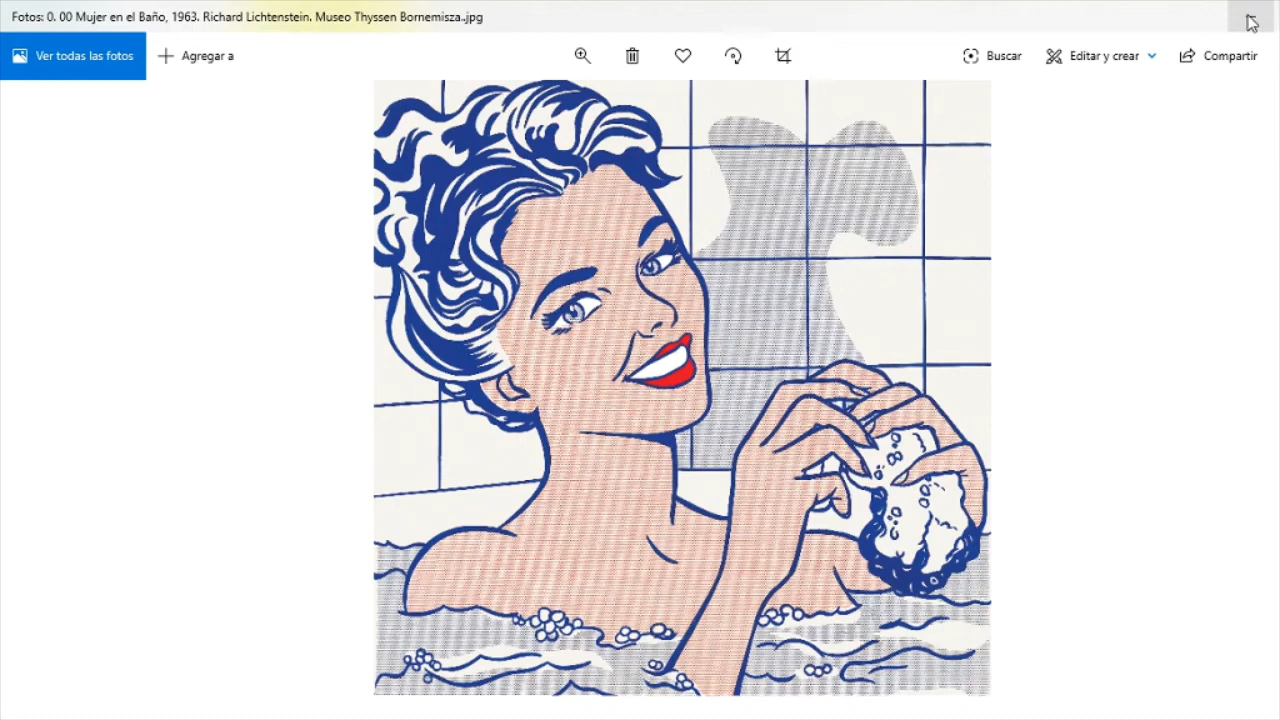 Fotos: 0. 00 Mujer en el Baño, 1963. Richard Lichtenstein. Museo Thyssen Bornemisza..jpg
Ver todas las fotos
Agregar a
Buscar
Editar y crear
Compartir